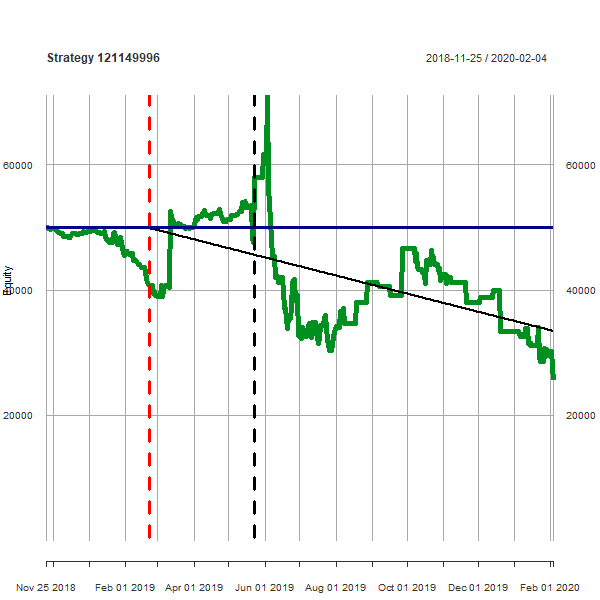 Strategy 121149996
2018-11-25 / 2020-02-04
60000
60000
Equity
40000
40000
20000
20000
Nov 25 2018
Feb 01 2019
Apr 01 2019
Jun 01 2019
Aug 01 2019
Oct 01 2019
Dec 01 2019
Feb 01 2020